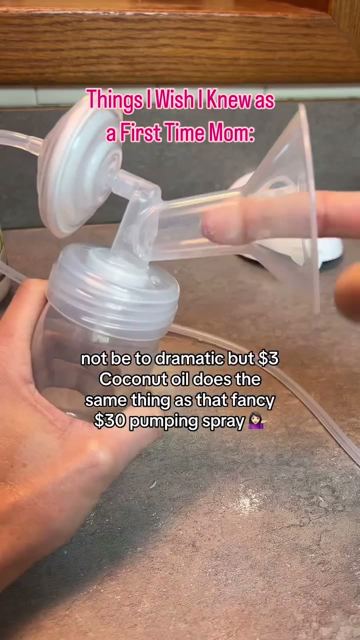 Things I Wish I Knew as
a First Time Mom:
not be to dramatic but $3
Coconut oil does the
same thing as that fancy
$30 pumping spray 💁🏻‍♀️